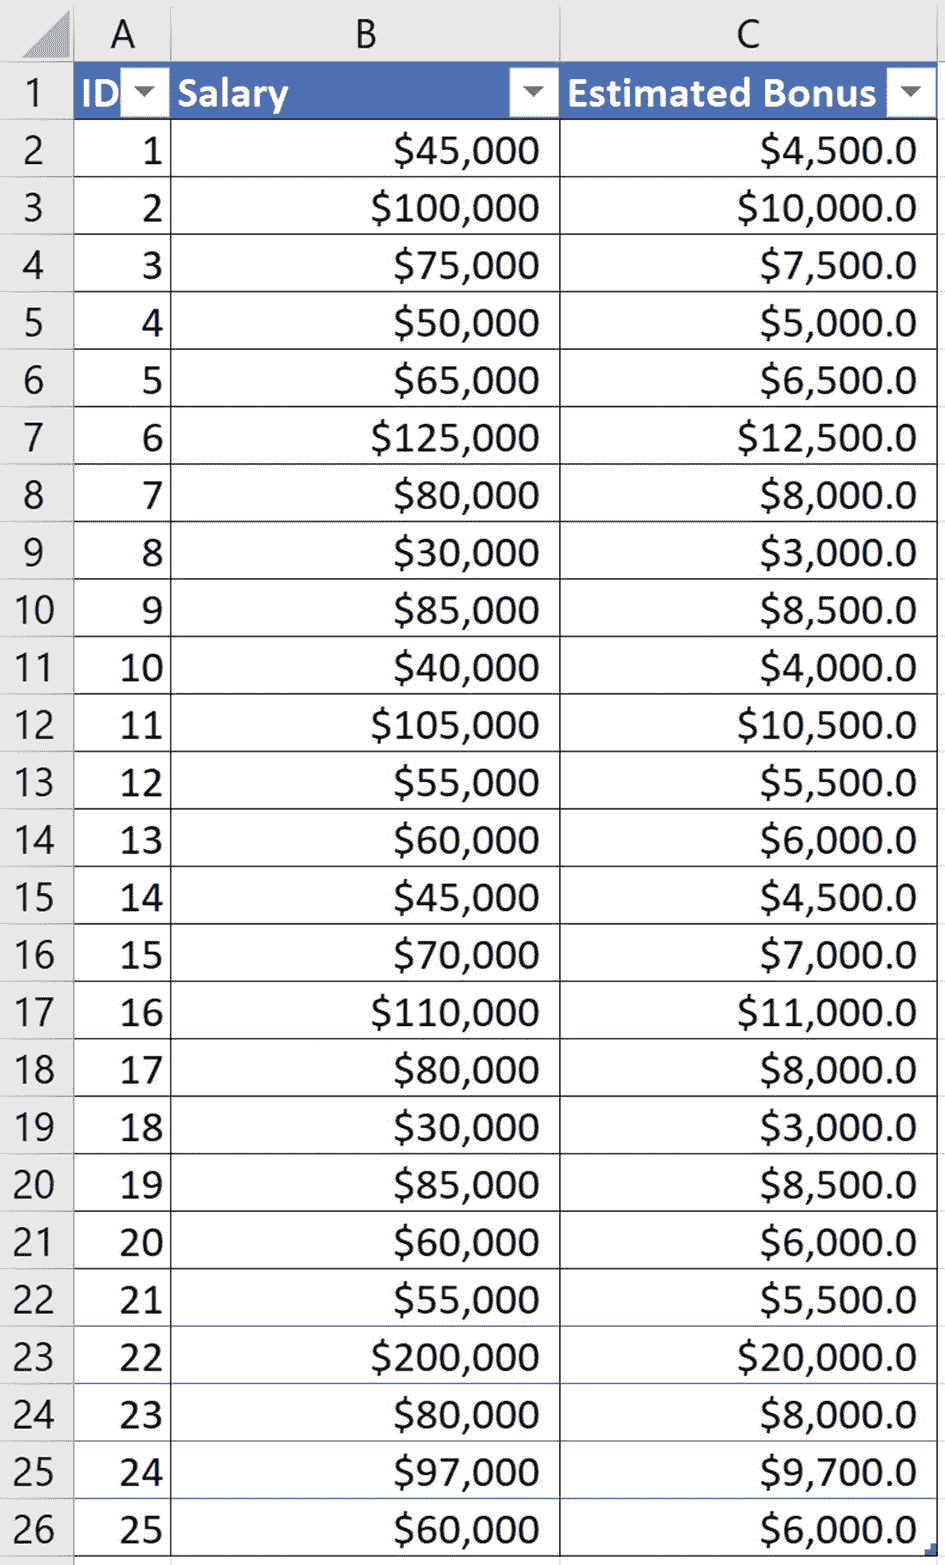 A B C
1 ID Salary Estimated Bonus
2 1 $45,000 $4,500.0
3 2 $100,000 $10,000.0
4 3 $75,000 $7,500.0
5 4 $50,000 $5,000.0
6 5 $65,000 $6,500.0
7 6 $125,000 $12,500.0
8 7 $80,000 $8,000.0
9 8 $30,000 $3,000.0
10 9 $85,000 $8,500.0
11 10 $40,000 $4,000.0
12 11 $105,000 $10,500.0
13 12 $55,000 $5,500.0
14 13 $60,000 $6,000.0
15 14 $45,000 $4,500.0
16 15 $70,000 $7,000.0
17 16 $110,000 $11,000.0
18 17 $80,000 $8,000.0
19 18 $30,000 $3,000.0
20 19 $85,000 $8,500.0
21 20 $60,000 $6,000.0
22 21 $55,000 $5,500.0
23 22 $200,000 $20,000.0
24 23 $80,000 $8,000.0
25 24 $97,000 $9,700.0
26 25 $60,000 $6,000.0